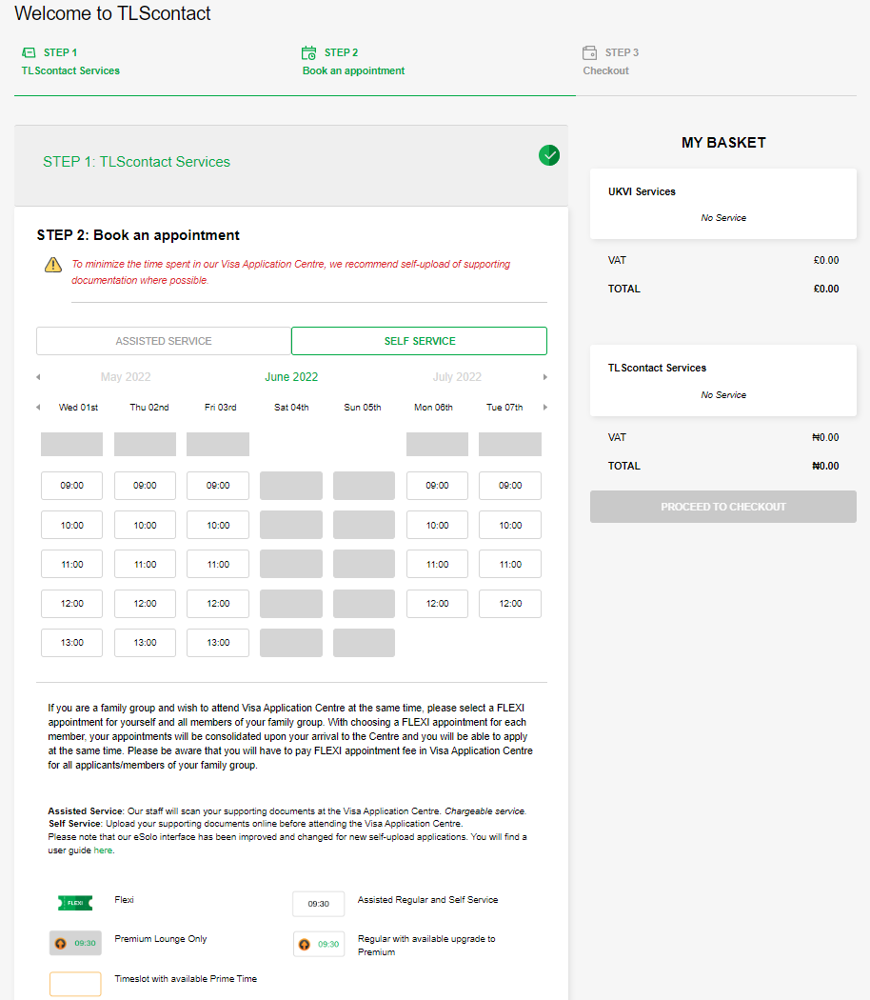 Welcome to TLScontact
STEP 1
TLScontact Services
STEP 2
Book an appointment
STEP 3
Checkout
STEP 1: TLScontact Services
STEP 2: Book an appointment
To minimize the time spent in our Visa Application Centre, we recommend self-upload of supporting
documentation where possible.
ASSISTED SERVICE
SELF SERVICE
May 2022
June 2022
July 2022
Wed 01st Thu 02nd Fri 03rd Sat 04th Sun 05th Mon 06th Tue 07th
09:00 09:00 09:00 09:00 09:00
10:00 10:00 10:00 10:00 10:00
11:00 11:00 11:00 11:00 11:00
12:00 12:00 12:00 12:00 12:00
13:00 13:00 13:00
If you are a family group and wish to attend Visa Application Centre at the same time, please select a FLEXI
appointment for yourself and all members of your family group. With choosing a FLEXI appointment for each
member, your appointments will be consolidated upon your arrival to the Centre and you will be able to apply
at the same time. Please be aware that you will have to pay FLEXI appointment fee in Visa Application Centre
for all applicants/members of your family group.
Assisted Service: Our staff will scan your supporting documents at the Visa Application Centre. Chargeable service.
Self Service: Upload your supporting documents online before attending the Visa Application Centre.
Please note that our eSolo interface has been improved and changed for new self-upload applications. You will find a
user guide here.
FLEXI
Flexi
09:30
Assisted Regular and Self Service
09:30
Premium Lounge Only
09:30
Regular with available upgrade to
Premium
Timeslot with available Prime Time
MY BASKET
UKVI Services
No Service
VAT £0.00
TOTAL £0.00
TLScontact Services
No Service
VAT ₦0.00
TOTAL ₦0.00
PROCEED TO CHECKOUT